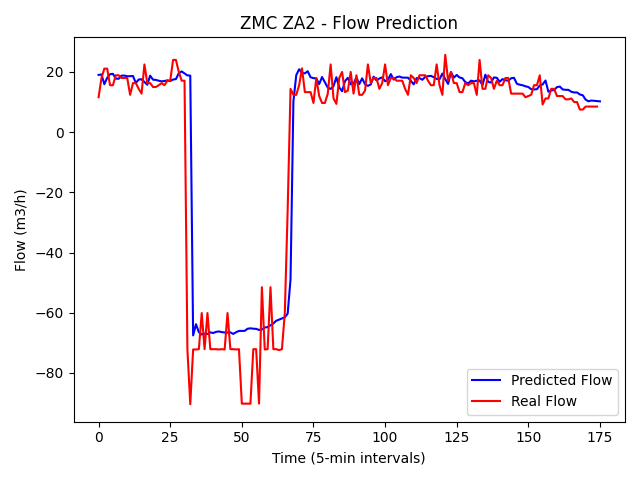 ZMC ZA2 - Flow Prediction
Flow (m3/h)
20
0
−20
−40
−60
−80
0 25 50 75 100 125 150 175
Time (5-min intervals)
Predicted Flow
Real Flow